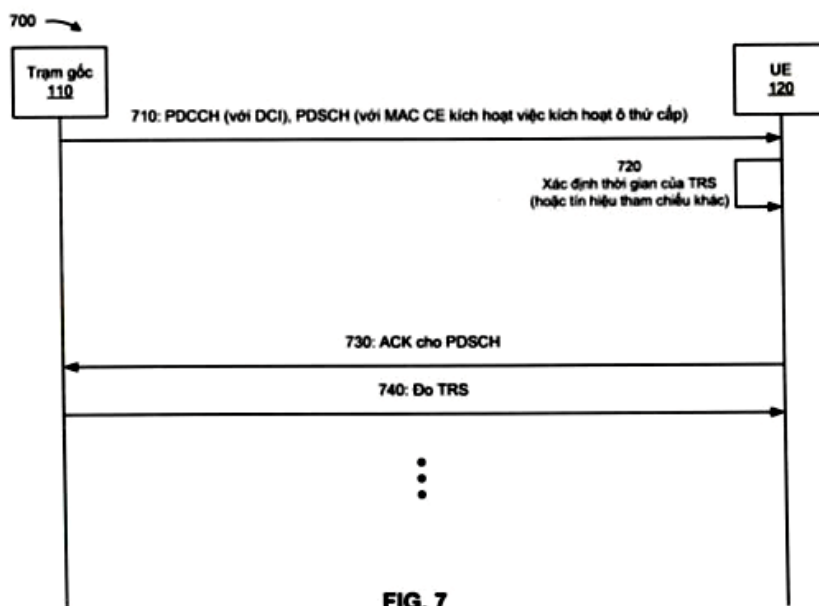 700
Trạm gốc
110
UE
120
710: PDCCH (với DCI), PDSCH (với MAC CE kích hoạt việc kích hoạt ô thứ cấp)
720
Xác định thời gian của TRS
(hoặc tín hiệu tham chiếu khác)
730: ACK cho PDSCH
740: Đo TRS
FIG. 7